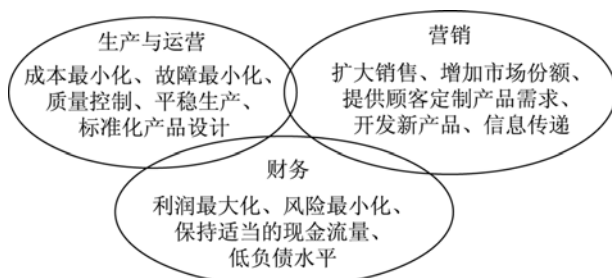 生产与运营
成本最小化、故障最小化、
质量控制、平稳生产、
标准化产品设计
营销
扩大销售、增加市场份额、
提供顾客定制产品需求、
开发新产品、信息传递
财务
利润最大化、风险最小化、
保持适当的现金流量、
低负债水平